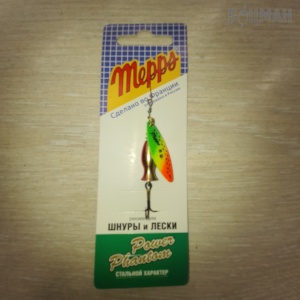 mepps
Сделано во Франции
ШНУРЫ и ЛЕСКИ
Power
Phantom
СТАЛЬНОЙ ХАРАКТЕР